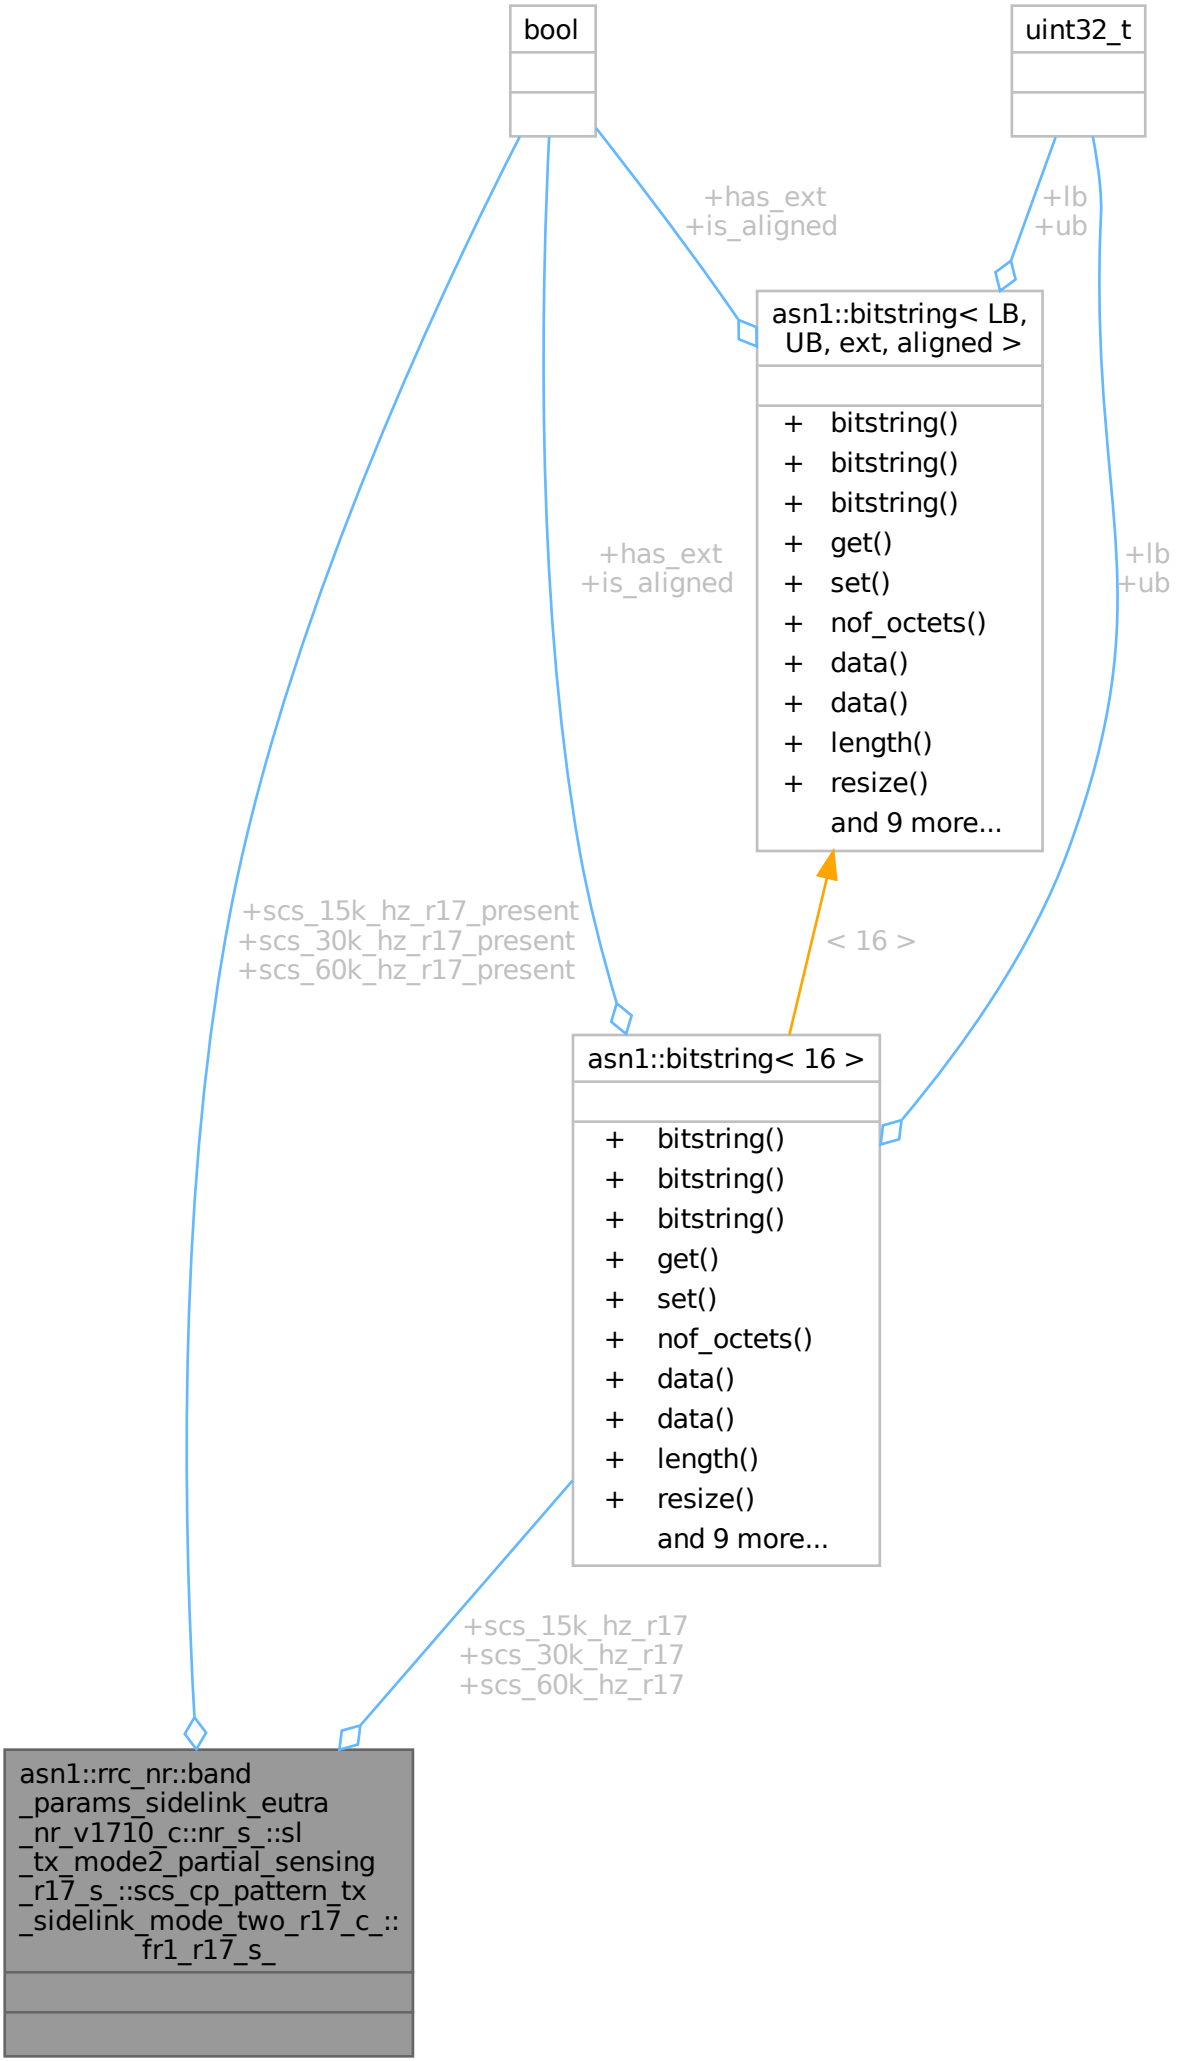 bool
uint32_t
+has_ext
+is_aligned
+lb
+ub
asn1::bitstring< LB,
UB, ext, aligned >
+ bitstring()
+ bitstring()
+ bitstring()
+ get()
+ set()
+ nof_octets()
+ data()
+ data()
+ length()
+ resize()
and 9 more...
+has_ext
+is_aligned
+lb
+ub
+scs_15k_hz_r17_present
+scs_30k_hz_r17_present
+scs_60k_hz_r17_present
< 16 >
asn1::bitstring< 16 >
+ bitstring()
+ bitstring()
+ bitstring()
+ get()
+ set()
+ nof_octets()
+ data()
+ data()
+ length()
+ resize()
and 9 more...
+scs_15k_hz_r17
+scs_30k_hz_r17
+scs_60k_hz_r17
asn1::rrc_nr::band
_params_sidelink_eutra
_nr_v1710_c::nr_s_::sl
_tx_mode2_partial_sensing
_r17_s_::scs_cp_pattern_tx
_sidelink_mode_two_r17_c_::
fr1_r17_s_